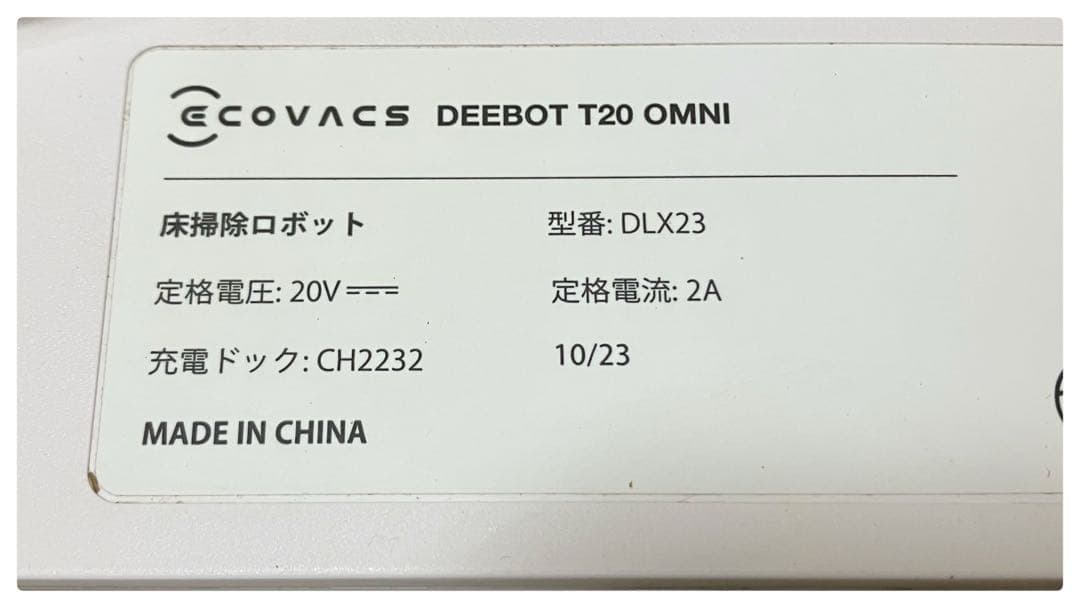 ECOVACS DEEBOT T20 OMNI
床掃除ロボット 型番: DLX23
定格電圧: 20V⎓ 定格電流: 2A
充電ドック: CH2232 10/23
MADE IN CHINA